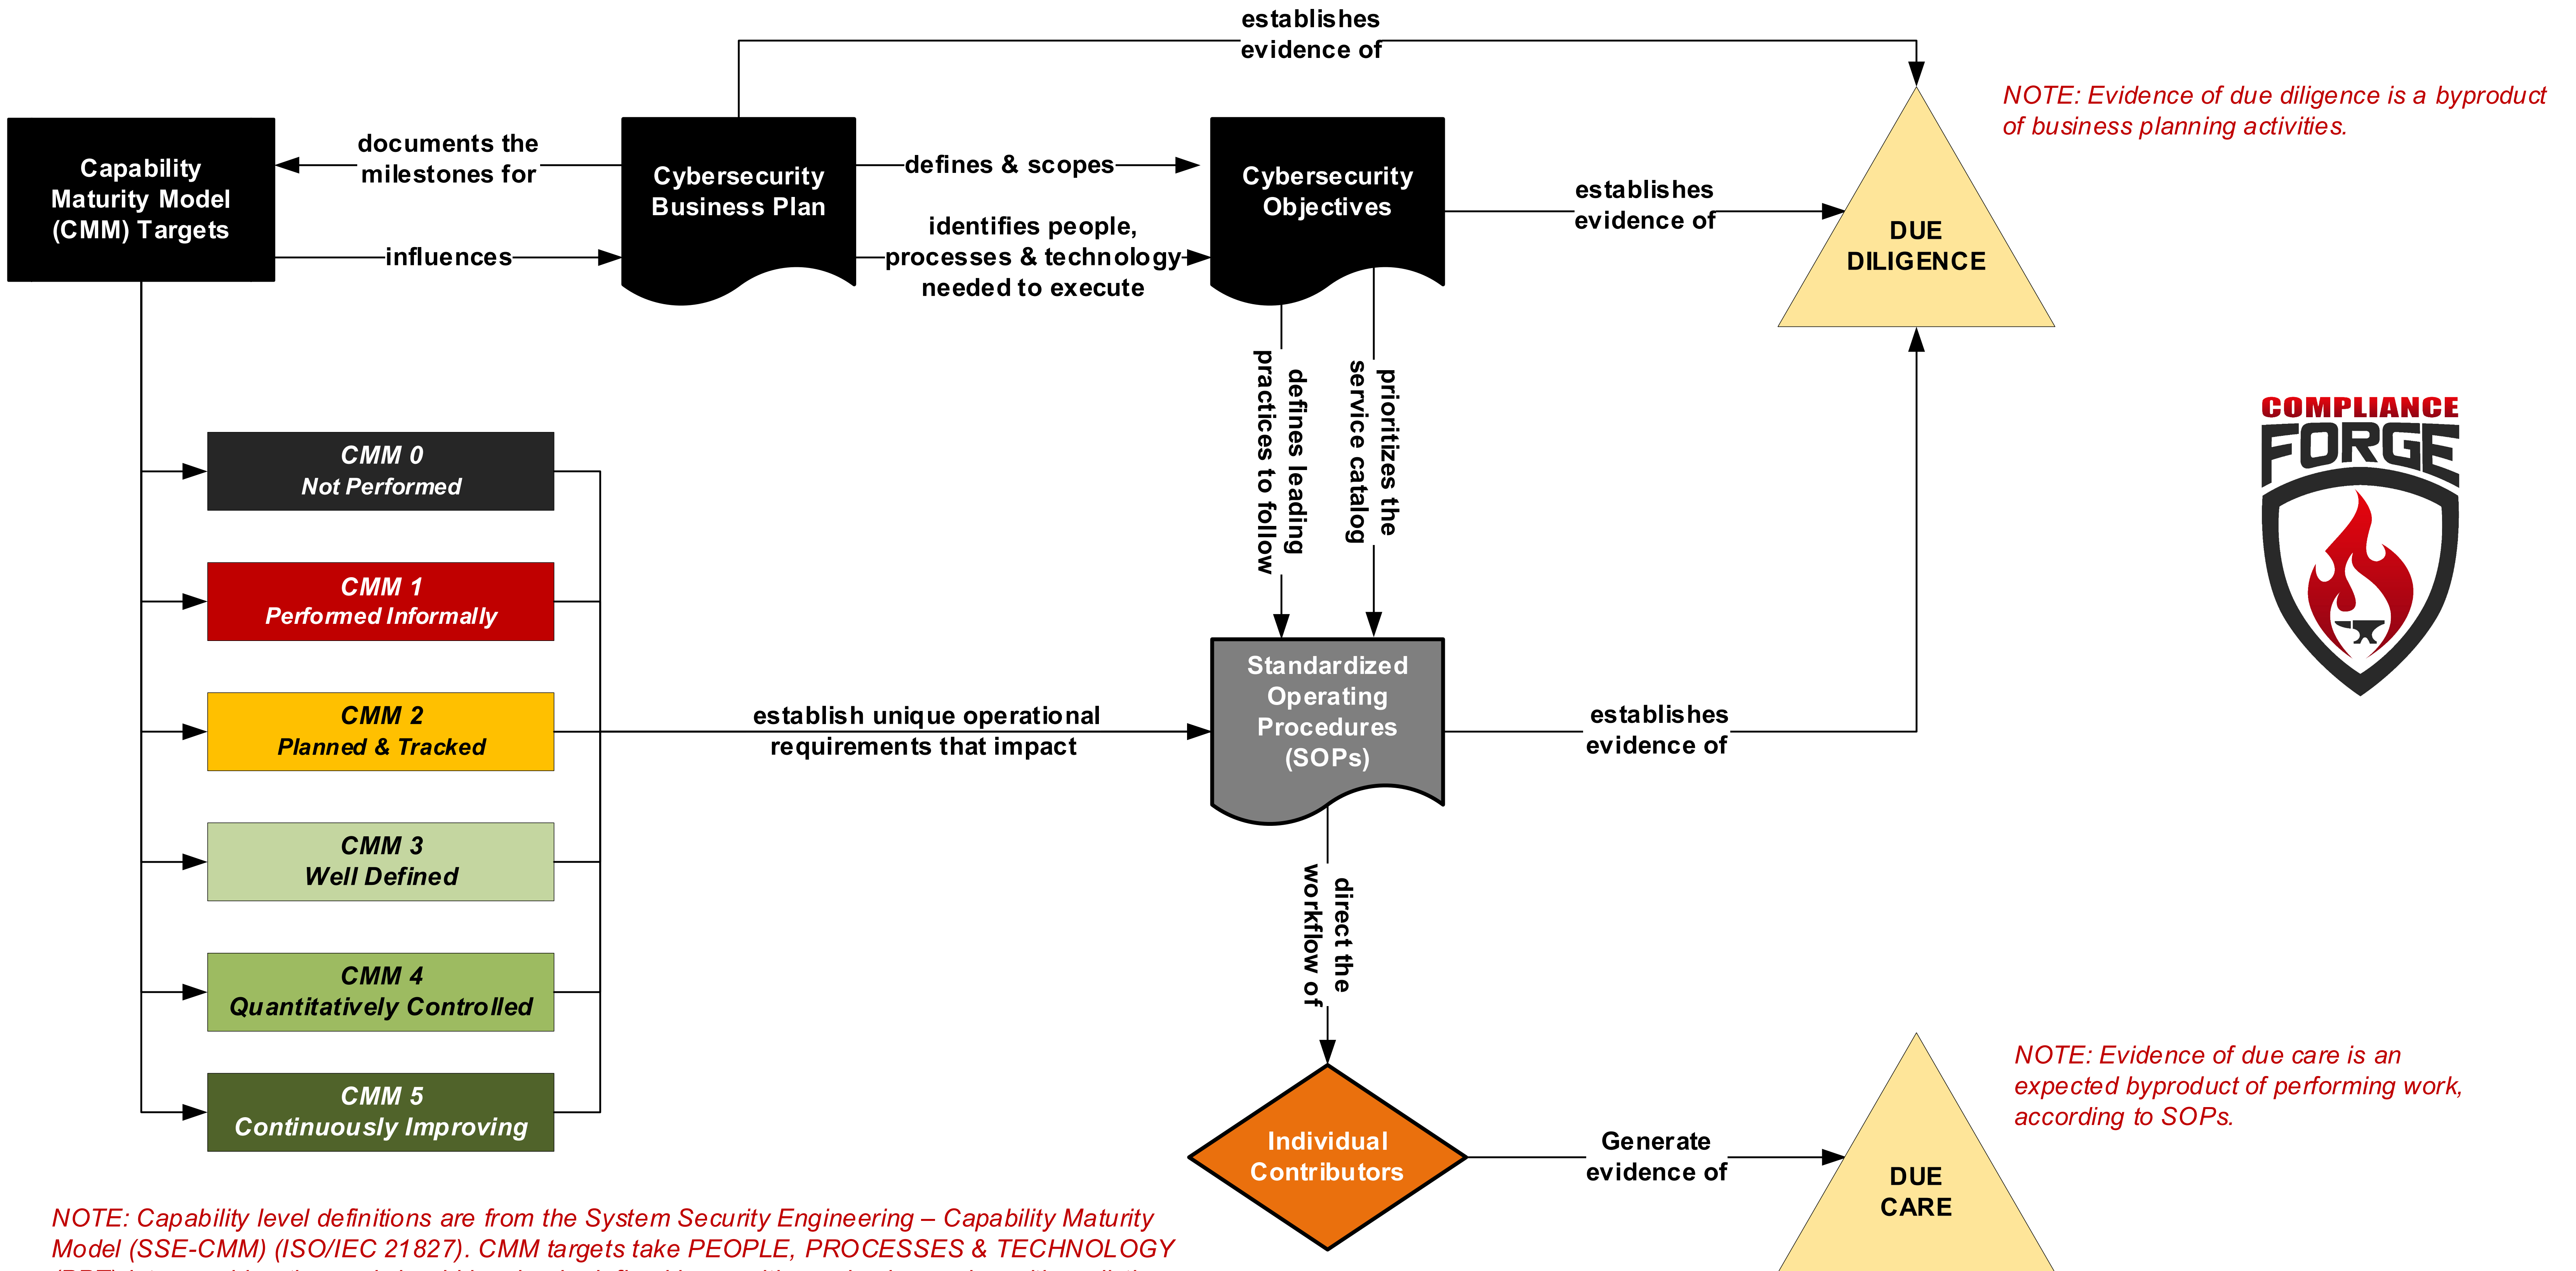 establishes
evidence of
NOTE: Evidence of due diligence is a byproduct
of business planning activities.
Capability
Maturity Model
(CMM) Targets
documents the
milestones for
influences
Cybersecurity
Business Plan
defines & scopes
identifies people,
processes & technology
needed to execute
Cybersecurity
Objectives
establishes
evidence of
DUE
DILIGENCE
defines leading
practices to follow
prioritizes the
service catalog
COMPLIANCE
FORGE
CMM 0
Not Performed
CMM 1
Performed Informally
CMM 2
Planned & Tracked
CMM 3
Well Defined
CMM 4
Quantitatively Controlled
CMM 5
Continuously Improving
establish unique operational
requirements that impact
Standardized
Operating
Procedures
(SOPs)
establishes
evidence of
direct the
workflow of
Individual
Contributors
Generate
evidence of
DUE
CARE
NOTE: Evidence of due care is an
expected byproduct of performing work,
according to SOPs.
NOTE: Capability level definitions are from the System Security Engineering – Capability Maturity
Model (SSE-CMM) (ISO/IEC 21827). CMM targets take PEOPLE, PROCESSES & TECHNOLOGY